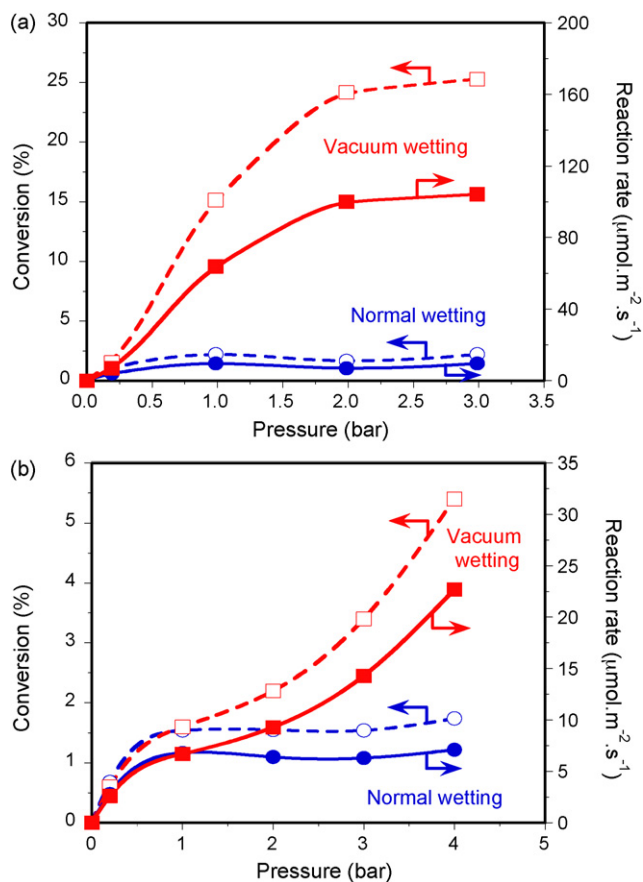 (a)
30
25
20
15
10
5
0
Conversion (%)
200
160
120
80
40
0
Reaction rate (μmol.m⁻².s⁻¹)
Vacuum wetting
Normal wetting
0.0 0.5 1.0 1.5 2.0 2.5 3.0 3.5
Pressure (bar)
(b)
6
5
4
3
2
1
0
Conversion (%)
35
30
25
20
15
10
5
0
Reaction rate (μmol.m⁻².s⁻¹)
Vacuum
wetting
Normal wetting
0 1 2 3 4 5
Pressure (bar)